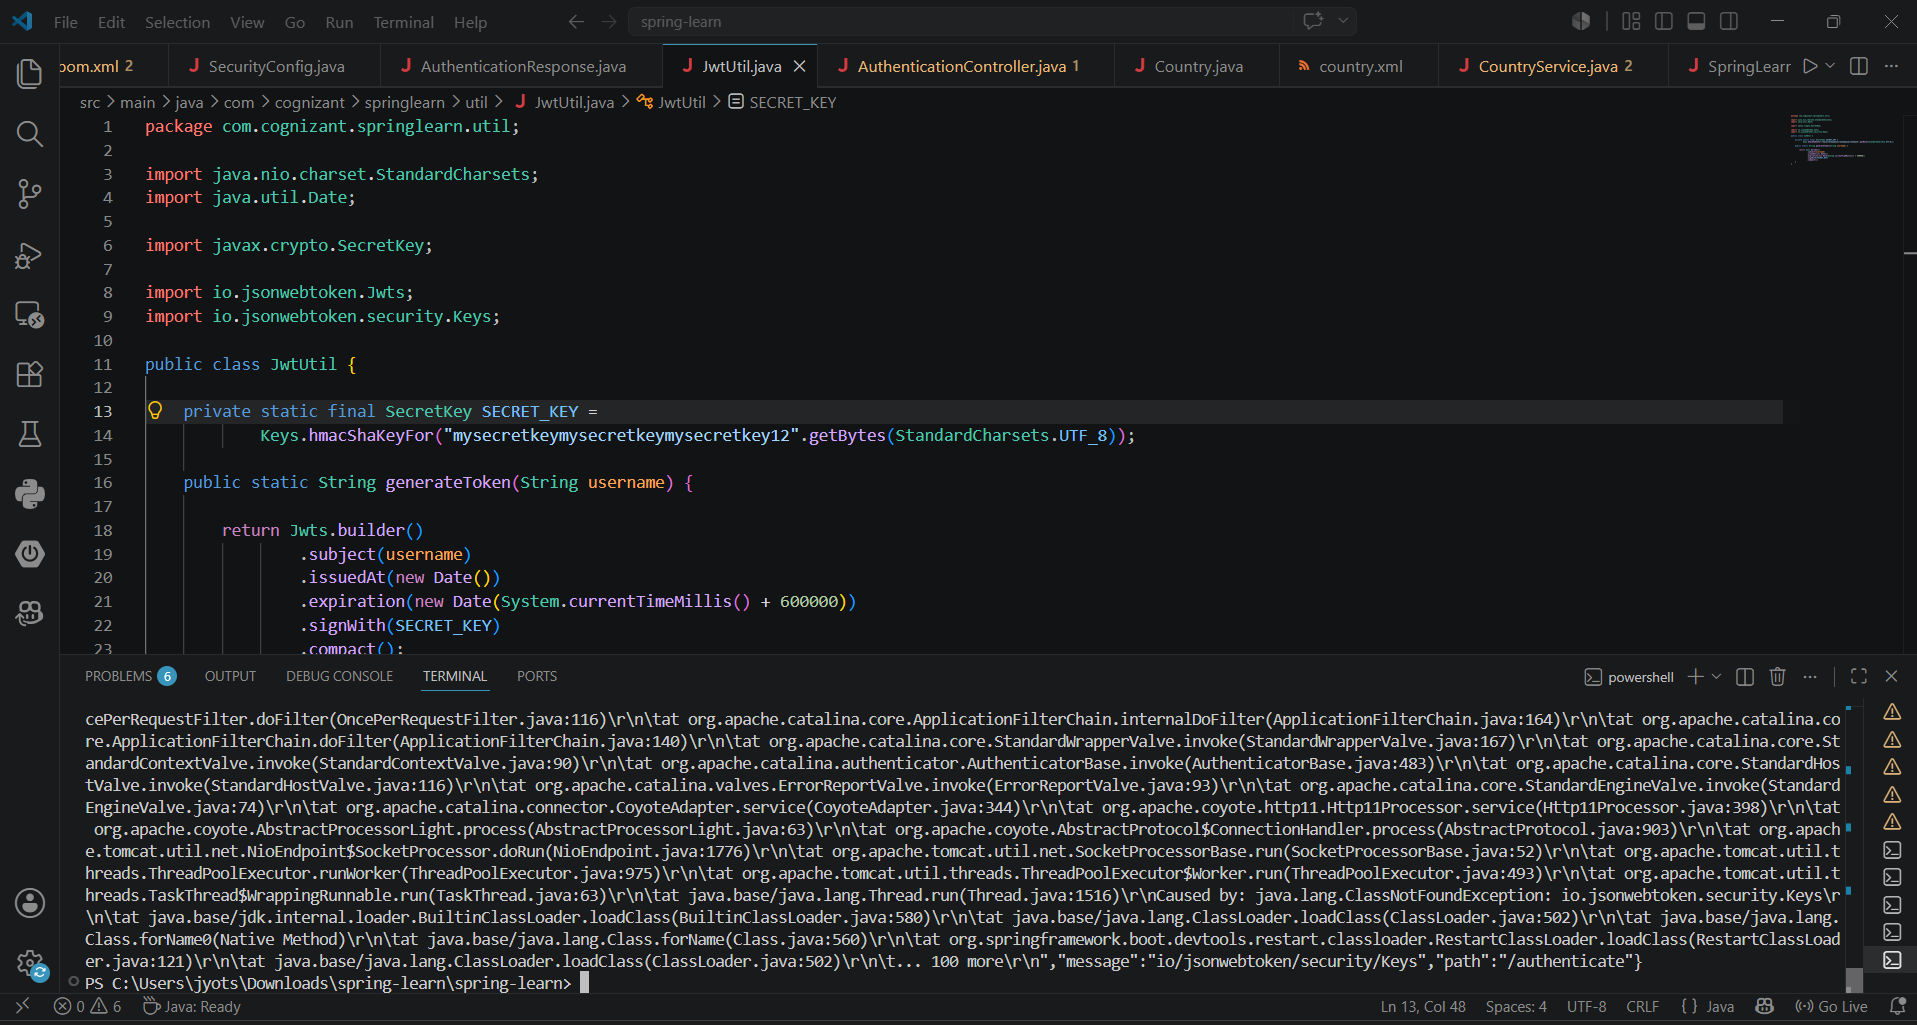 File Edit Selection View Go Run Terminal Help
spring-learn
pom.xml 2
SecurityConfig.java
AuthenticationResponse.java
JwtUtil.java
AuthenticationController.java 1
Country.java
country.xml
CountryService.java 2
SpringLearr
src > main > java > com > cognizant > springlearn > util > JwtUtil.java > JwtUtil > SECRET_KEY
1 package com.cognizant.springlearn.util;
2
3 import java.nio.charset.StandardCharsets;
4 import java.util.Date;
5
6 import javax.crypto.SecretKey;
7
8 import io.jsonwebtoken.Jwts;
9 import io.jsonwebtoken.security.Keys;
10
11 public class JwtUtil {
12
13 private static final SecretKey SECRET_KEY =
14 Keys.hmacShaKeyFor("mysecretkeymysecretkeymysecretkey12".getBytes(StandardCharsets.UTF_8));
15
16 public static String generateToken(String username) {
17
18 return Jwts.builder()
19 .subject(username)
20 .issuedAt(new Date())
21 .expiration(new Date(System.currentTimeMillis() + 600000))
22 .signWith(SECRET_KEY)
23 .compact();
PROBLEMS 6 OUTPUT DEBUG CONSOLE TERMINAL PORTS
powershell
cePerRequestFilter.doFilter(OncePerRequestFilter.java:116)\r\n\tat org.apache.catalina.core.ApplicationFilterChain.internalDoFilter(ApplicationFilterChain.java:164)\r\n\tat org.apache.catalina.co
re.ApplicationFilterChain.doFilter(ApplicationFilterChain.java:140)\r\n\tat org.apache.catalina.core.StandardWrapperValve.invoke(StandardWrapperValve.java:167)\r\n\tat org.apache.catalina.core.St
andardContextValve.invoke(StandardContextValve.java:90)\r\n\tat org.apache.catalina.authenticator.AuthenticatorBase.invoke(AuthenticatorBase.java:483)\r\n\tat org.apache.catalina.core.StandardHos
tValve.invoke(StandardHostValve.java:116)\r\n\tat org.apache.catalina.valves.ErrorReportValve.invoke(ErrorReportValve.java:93)\r\n\tat org.apache.catalina.core.StandardEngineValve.invoke(Standard
EngineValve.java:74)\r\n\tat org.apache.catalina.connector.CoyoteAdapter.service(CoyoteAdapter.java:344)\r\n\tat org.apache.coyote.http11.Http11Processor.service(Http11Processor.java:398)\r\n\tat
org.apache.coyote.AbstractProcessorLight.process(AbstractProcessorLight.java:63)\r\n\tat org.apache.coyote.AbstractProtocol$ConnectionHandler.process(AbstractProtocol.java:903)\r\n\tat org.apach
e.tomcat.util.net.NioEndpoint$SocketProcessor.doRun(NioEndpoint.java:1776)\r\n\tat org.apache.tomcat.util.net.SocketProcessorBase.run(SocketProcessorBase.java:52)\r\n\tat org.apache.tomcat.util.t
hreads.ThreadPoolExecutor.runWorker(ThreadPoolExecutor.java:975)\r\n\tat org.apache.tomcat.util.threads.ThreadPoolExecutor$Worker.run(ThreadPoolExecutor.java:493)\r\n\tat org.apache.tomcat.util.t
hreads.TaskThread$WrappingRunnable.run(TaskThread.java:63)\r\n\tat java.base/java.lang.Thread.run(Thread.java:1516)\r\nCaused by: java.lang.ClassNotFoundException: io.jsonwebtoken.security.Keys\r
\n\tat java.base/jdk.internal.loader.BuiltinClassLoader.loadClass(BuiltinClassLoader.java:580)\r\n\tat java.base/java.lang.ClassLoader.loadClass(ClassLoader.java:502)\r\n\tat java.base/java.lang.
Class.forName0(Native Method)\r\n\tat java.base/java.lang.Class.forName(Class.java:560)\r\n\tat org.springframework.boot.devtools.restart.classloader.RestartClassLoader.loadClass(RestartClassLoad
er.java:121)\r\n\tat java.base/java.lang.ClassLoader.loadClass(ClassLoader.java:502)\r\n\t... 100 more\r\n","message":"io/jsonwebtoken/security/Keys","path":"/authenticate"}
PS C:\Users\jyots\Downloads\spring-learn\spring-learn>
0 6 Java: Ready
Ln 13, Col 48 Spaces: 4 UTF-8 CRLF {} Java Go Live